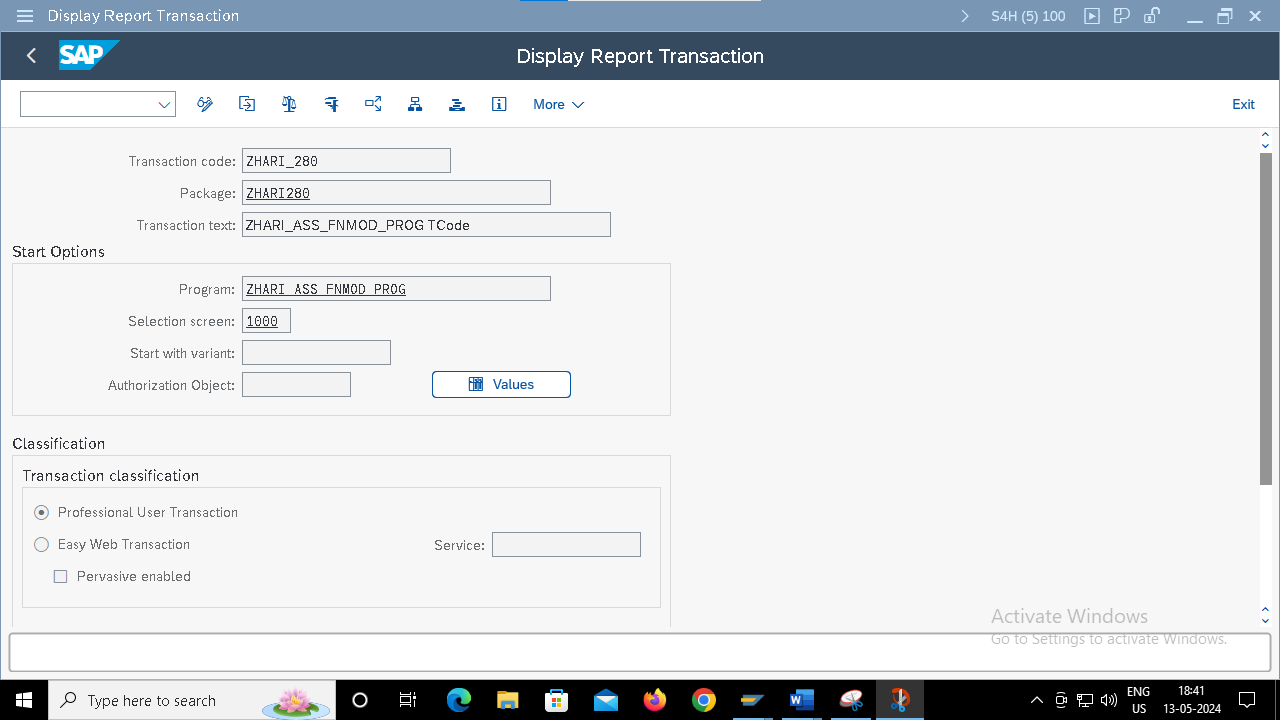 Display Report Transaction
S4H (5) 100
SAP
Display Report Transaction
More
Exit
Transaction code: ZHARI_280
Package: ZHARI280
Transaction text: ZHARI_ASS_FNMOD_PROG TCode
Start Options
Program: ZHARI_ASS_FNMOD_PROG
Selection screen: 1000
Start with variant:
Authorization Object:
Values
Classification
Transaction classification
Professional User Transaction
Easy Web Transaction
Service:
Pervasive enabled
Activate Windows
Go to Settings to activate Windows.
Type here to search
ENG
US
18:41
13-05-2024